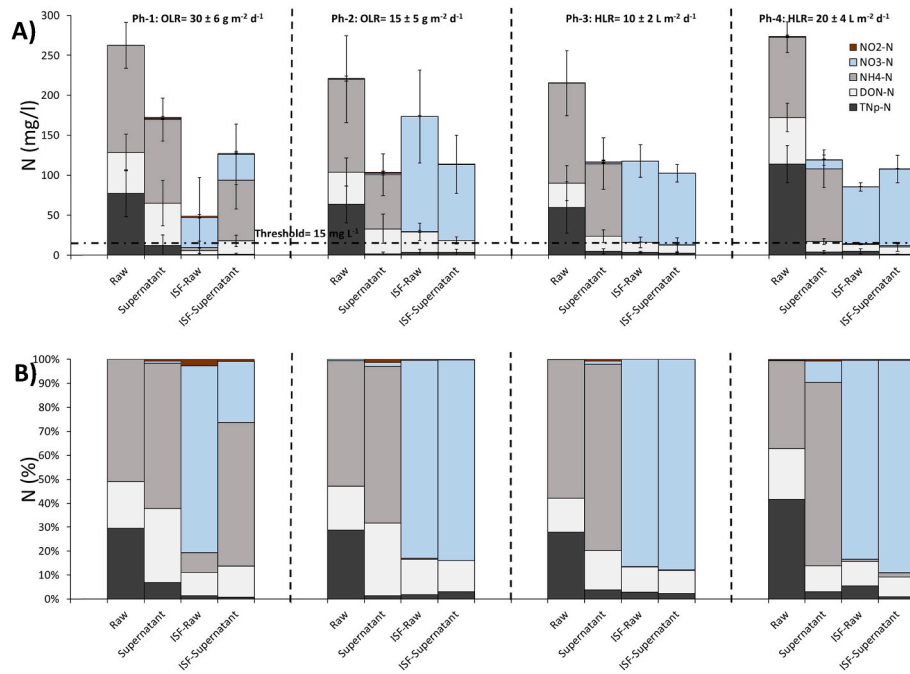 A)
Ph-1: OLR= 30 ± 6 g m⁻² d⁻¹
Ph-2: OLR= 15 ± 5 g m⁻² d⁻¹
Ph-3: HLR= 10 ± 2 L m⁻² d⁻¹
Ph-4: HLR= 20 ± 4 L m⁻² d⁻¹
NO2-N
NO3-N
NH4-N
DON-N
TNp-N
N (mg/l)
300
250
200
150
100
50
0
Threshold= 15 mg L⁻¹
Raw
Supernatant
ISF-Raw
ISF-Supernatant
Raw
Supernatant
ISF-Raw
ISF-Supernatant
Raw
Supernatant
ISF-Raw
ISF-Supernatant
Raw
Supernatant
ISF-Raw
ISF-Supernatant
B)
N (%)
100%
90%
80%
70%
60%
50%
40%
30%
20%
10%
0%
Raw
Supernatant
ISF-Raw
ISF-Supernatant
Raw
Supernatant
ISF-Raw
ISF-Supernatant
Raw
Supernatant
ISF-Raw
ISF-Supernatant
Raw
Supernatant
ISF-Raw
ISF-Supernatant